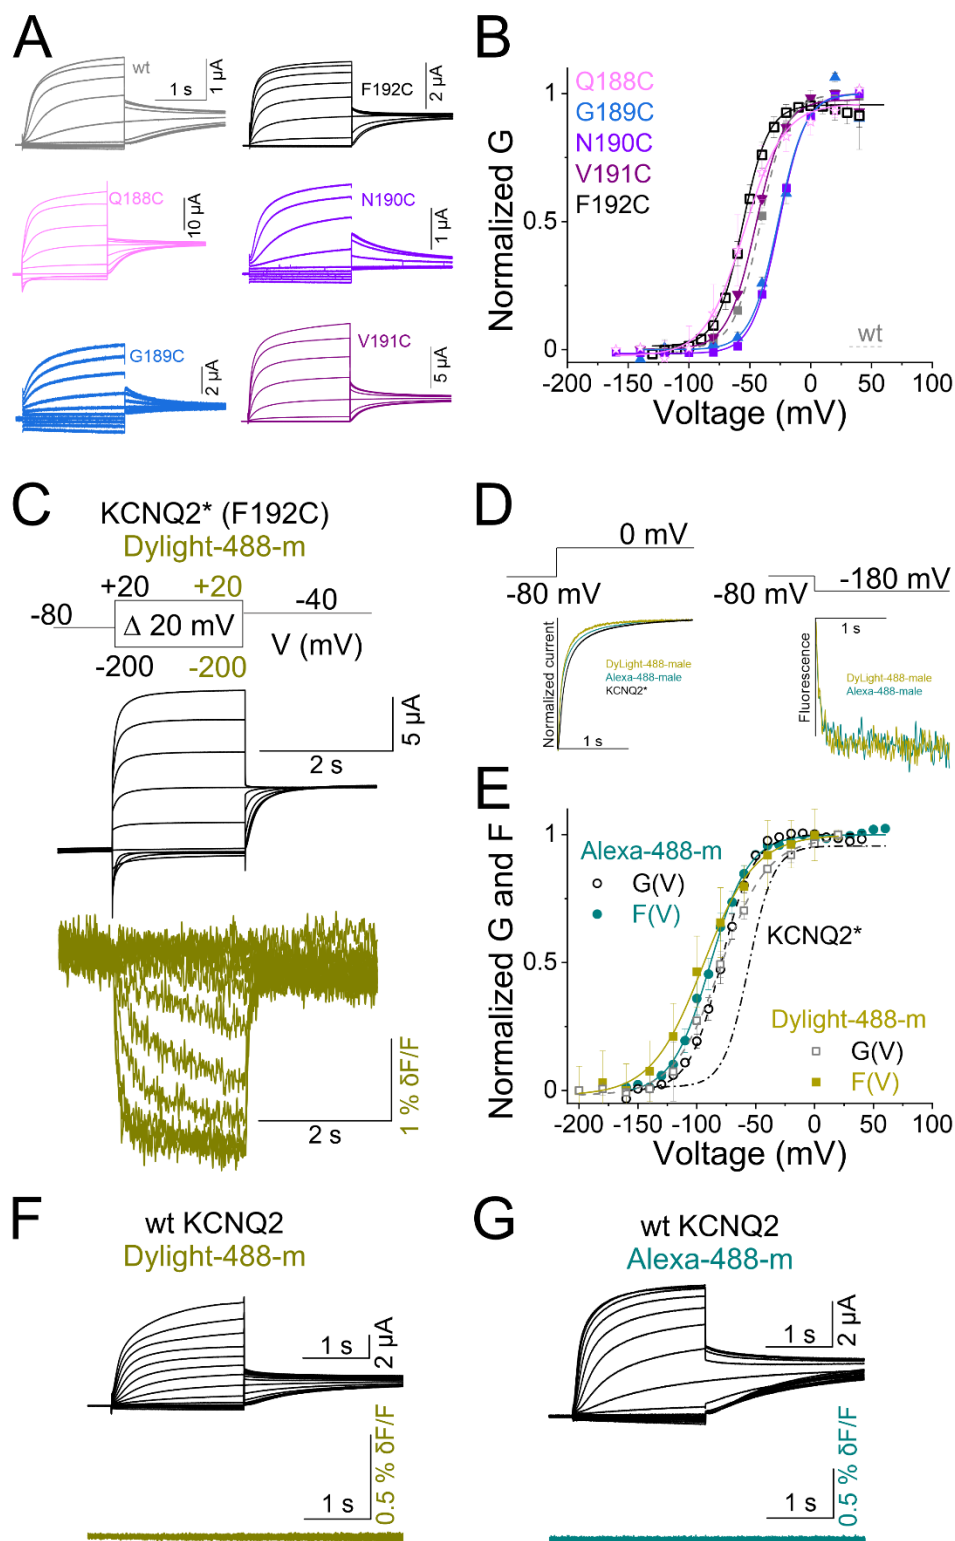 A
wt
1 s
1 µA
F192C
2 µA
Q188C
10 µA
N190C
1 µA
G189C
2 µA
V191C
5 µA
B
Q188C
G189C
N190C
V191C
F192C
wt
Normalized G
1
0.5
0
-200 -150 -100 -50 0 50 100
Voltage (mV)
C
KCNQ2* (F192C)
Dylight-488-m
+20 +20
-80 -40
Δ 20 mV V (mV)
-200 -200
5 µA
2 s
1 % δF/F
2 s
D
0 mV
-80 mV
Normalized current
DyLight-488-male
Alexa-488-male
KCNQ2*
1 s
-80 mV -180 mV
1 s
Fluorescence
DyLight-488-male
Alexa-488-male
E
Normalized G and F
1
0.5
0
Alexa-488-m
G(V)
F(V)
KCNQ2*
Dylight-488-m
G(V)
F(V)
-200 -150 -100 -50 0 50 100
Voltage (mV)
F
wt KCNQ2
Dylight-488-m
1 s
2 µA
1 s
0.5 % δF/F
G
wt KCNQ2
Alexa-488-m
1 s
2 µA
1 s
0.5 % δF/F